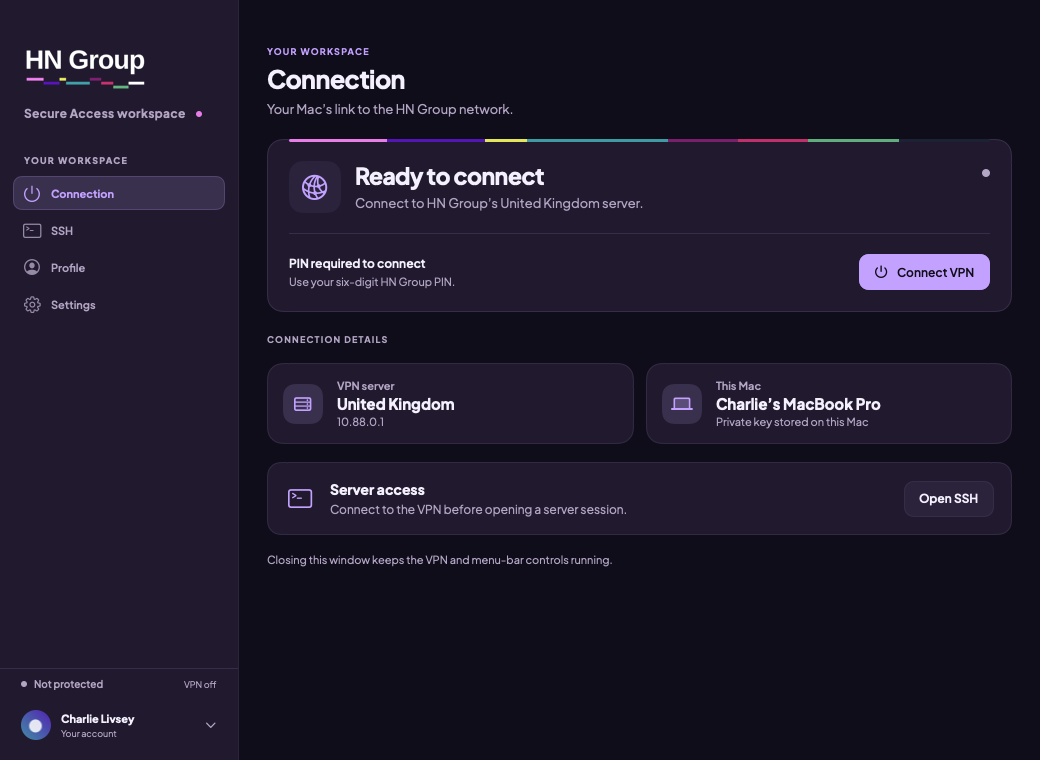 HN Group
Secure Access workspace
YOUR WORKSPACE
Connection
SSH
Profile
Settings
Not protected
VPN off
Charlie Livsey
Your account
YOUR WORKSPACE
Connection
Your Mac's link to the HN Group network.
Ready to connect
Connect to HN Group's United Kingdom server.
PIN required to connect
Use your six-digit HN Group PIN.
Connect VPN
CONNECTION DETAILS
VPN server
United Kingdom
10.88.0.1
This Mac
Charlie's MacBook Pro
Private key stored on this Mac
Server access
Connect to the VPN before opening a server session.
Open SSH
Closing this window keeps the VPN and menu-bar controls running.